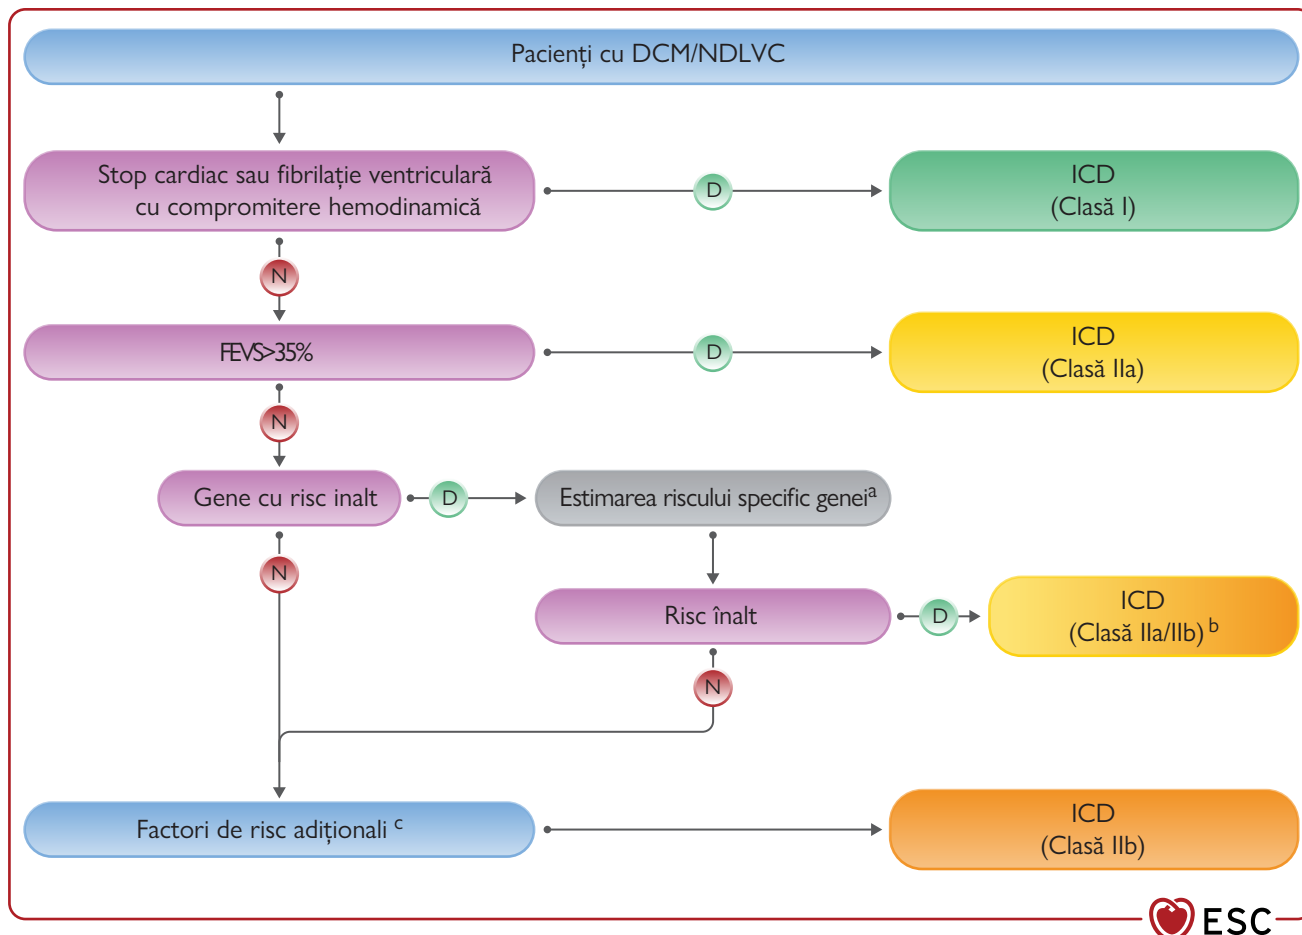 Pacienți cu DCM/NDLVC
Stop cardiac sau fibrilație ventriculară
cu compromitere hemodinamică
D
ICD
(Clasă I)
N
FEVS>35%
D
ICD
(Clasă IIa)
N
Gene cu risc inalt
D
Estimarea riscului specific geneiᵃ
N
Risc înalt
D
ICD
(Clasă IIa/IIb) ᵇ
N
Factori de risc adiționali ᶜ
ICD
(Clasă IIb)
ESC